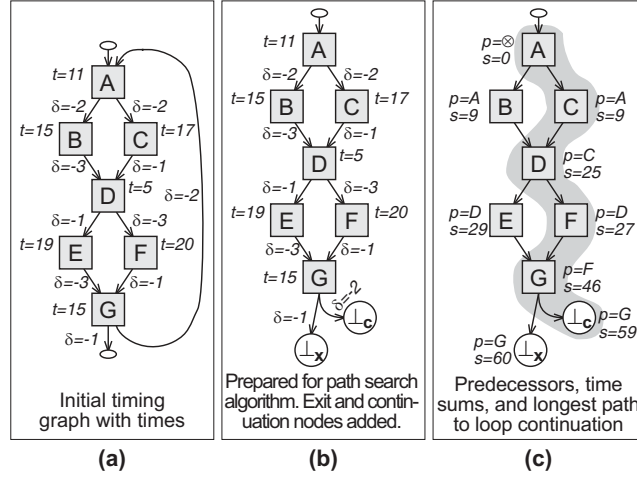 t=11
A
δ=-2
δ=-2
t=15
B
C
t=17
δ=-3
δ=-1
D
t=5
δ=-2
δ=-1
δ=-3
t=19
E
F
t=20
δ=-3
δ=-1
t=15
G
δ=-1
Initial timing
graph with times
(a)
t=11
A
δ=-2
δ=-2
t=15
B
C
t=17
δ=-3
δ=-1
D
t=5
δ=-1
δ=-3
t=19
E
F
t=20
δ=-3
δ=-1
t=15
G
δ=-2
δ=-1
⊥c
⊥x
Prepared for path search
algorithm. Exit and contin-
uation nodes added.
(b)
p=⊗
s=0
A
p=A
s=9
B
C
p=A
s=9
D
p=C
s=25
p=D
s=29
E
F
p=D
s=27
G
p=F
s=46
⊥c
p=G
s=59
p=G
s=60
⊥x
Predecessors, time
sums, and longest path
to loop continuation
(c)